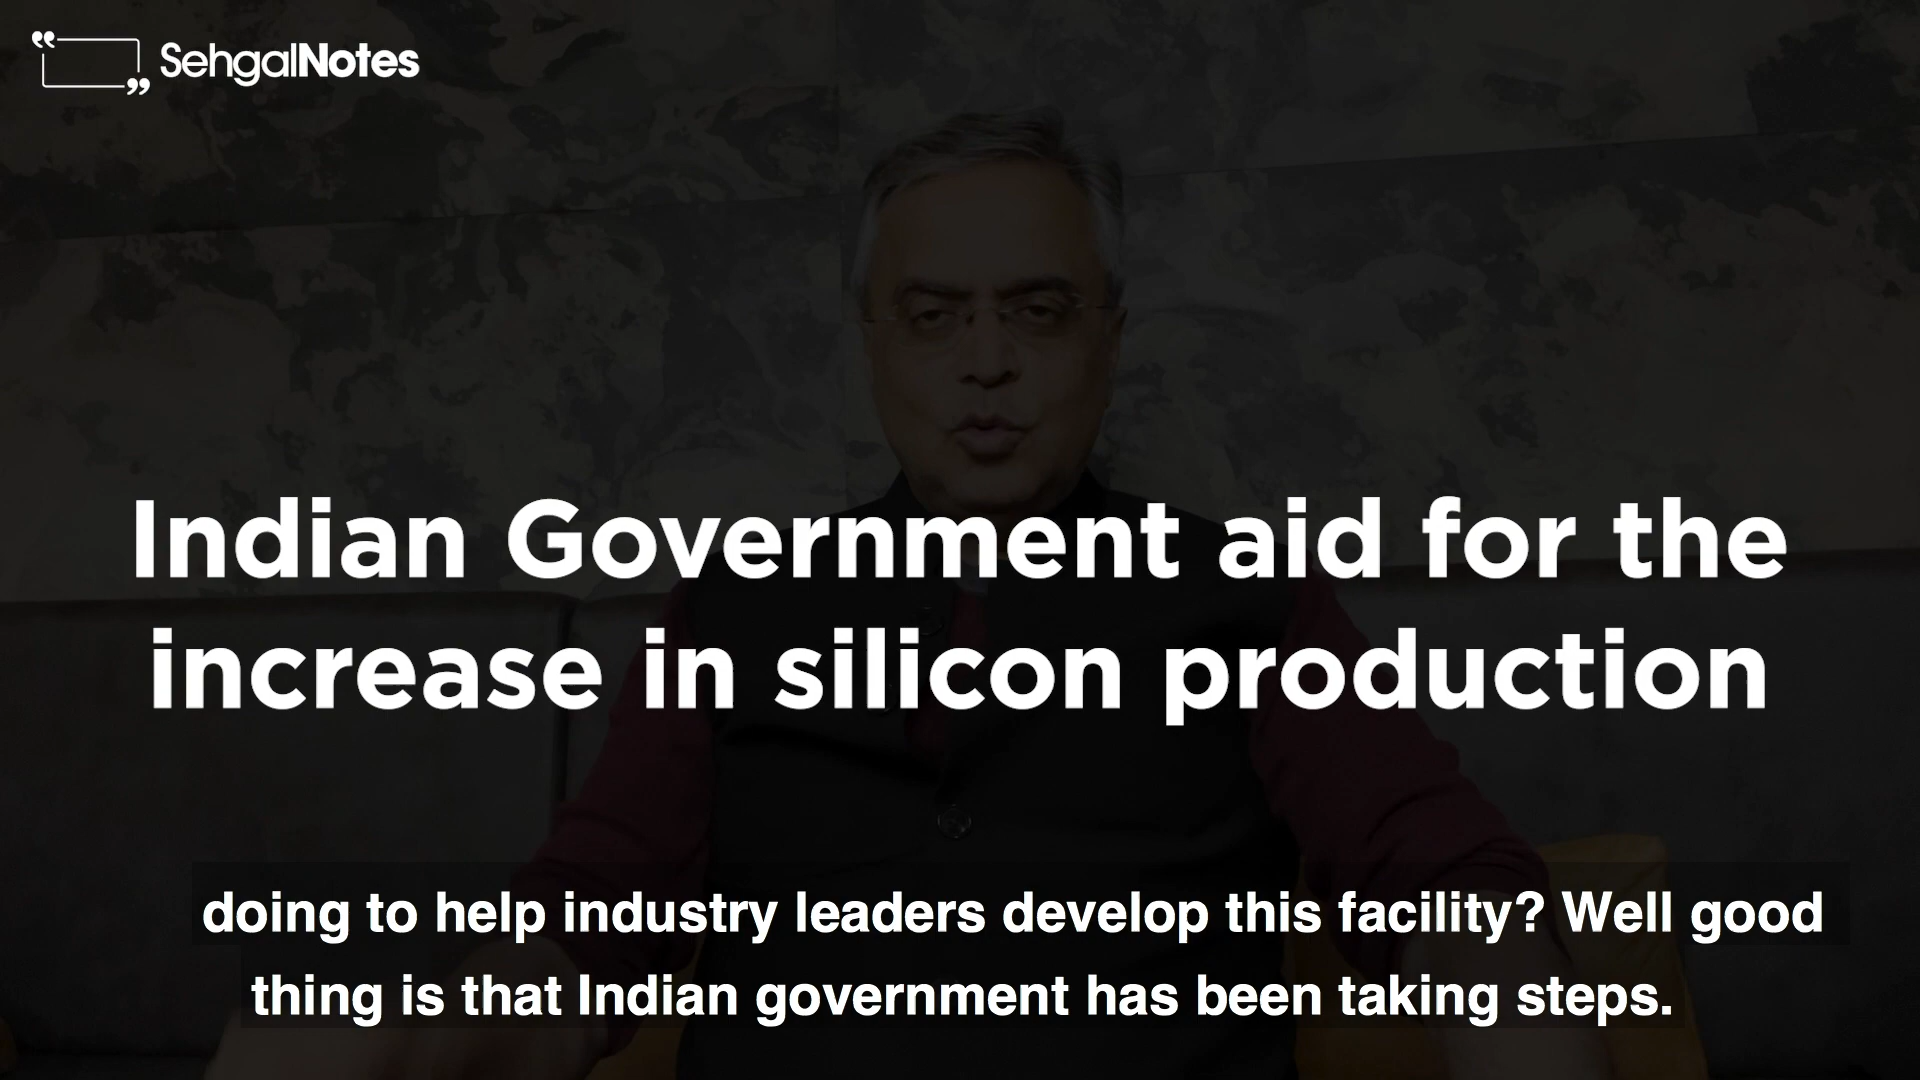 SehgalNotes
Indian Government aid for the
increase in silicon production
doing to help industry leaders develop this facility? Well good
thing is that Indian government has been taking steps.